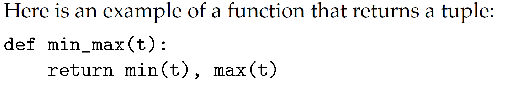 Here is an example of a function that returns a tuple:
def min_max(t):
    return min(t), max(t)